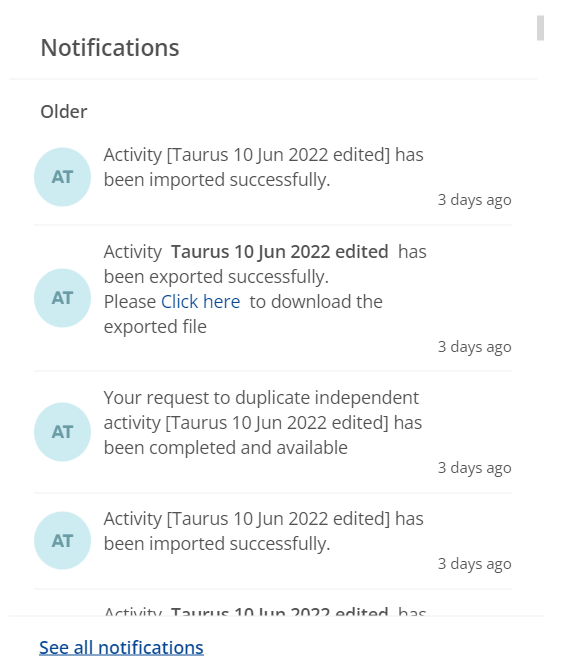 Notifications
Older
AT
Activity [Taurus 10 Jun 2022 edited] has
been imported successfully.
3 days ago
AT
Activity Taurus 10 Jun 2022 edited has
been exported successfully.
Please Click here to download the
exported file
3 days ago
AT
Your request to duplicate independent
activity [Taurus 10 Jun 2022 edited] has
been completed and available
3 days ago
AT
Activity [Taurus 10 Jun 2022 edited] has
been imported successfully.
3 days ago
Activity Taurus 10 Jun 2022 edited has
See all notifications